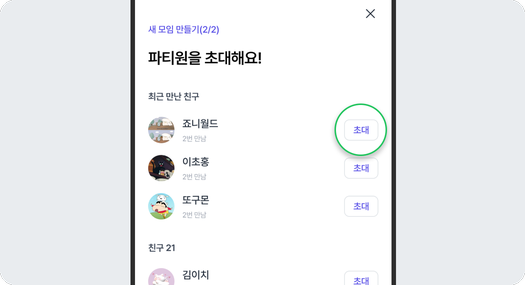 새 모임 만들기(2/2)
파티원을 초대해요!
최근 만난 친구
죠니월드
2번 만남
초대
이초홍
2번 만남
초대
또구몬
2번 만남
초대
친구 21
김이치
초대